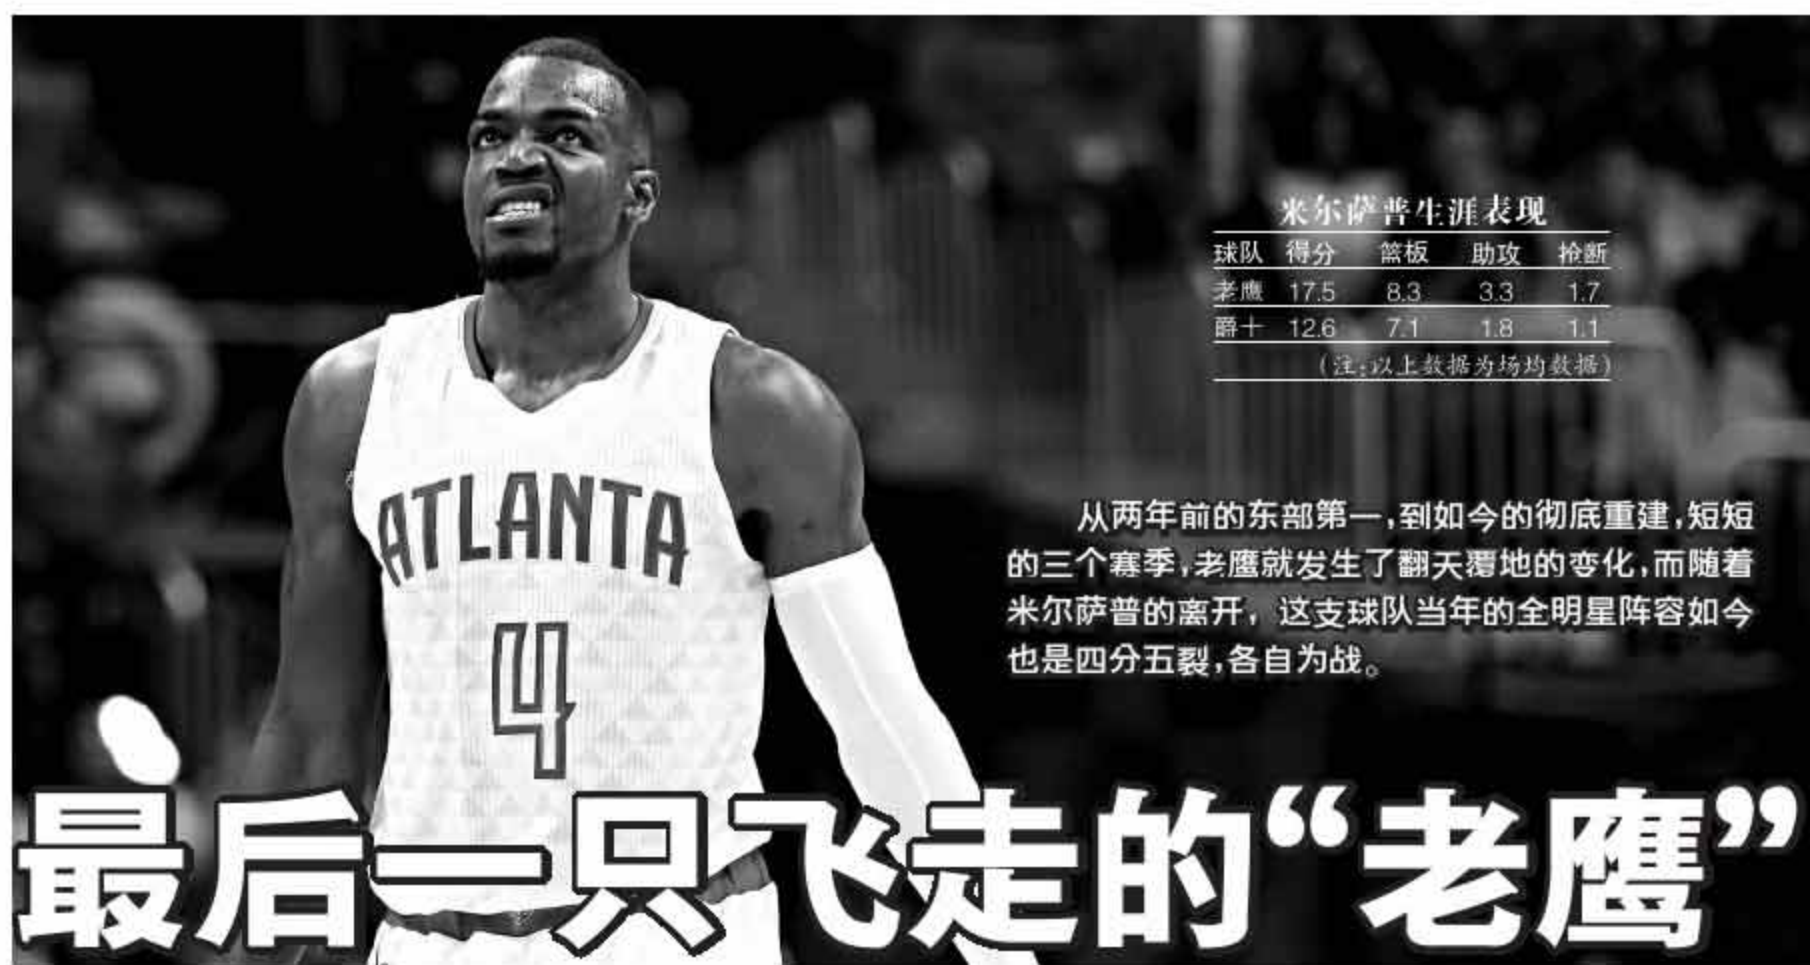 米尔萨普生涯表现
球队 得分 篮板 助攻 抢断
老鹰 17.5 8.3 3.3 1.7
爵士 12.6 7.1 1.8 1.1
(注:以上数据为场均数据)
ATLANTA
4
从两年前的东部第一,到如今的彻底重建,短短
的三个赛季,老鹰就发生了翻天覆地的变化,而随着
米尔萨普的离开,这支球队当年的全明星阵容如今
也是四分五裂,各自为战。
最后一只飞走的“老鹰”